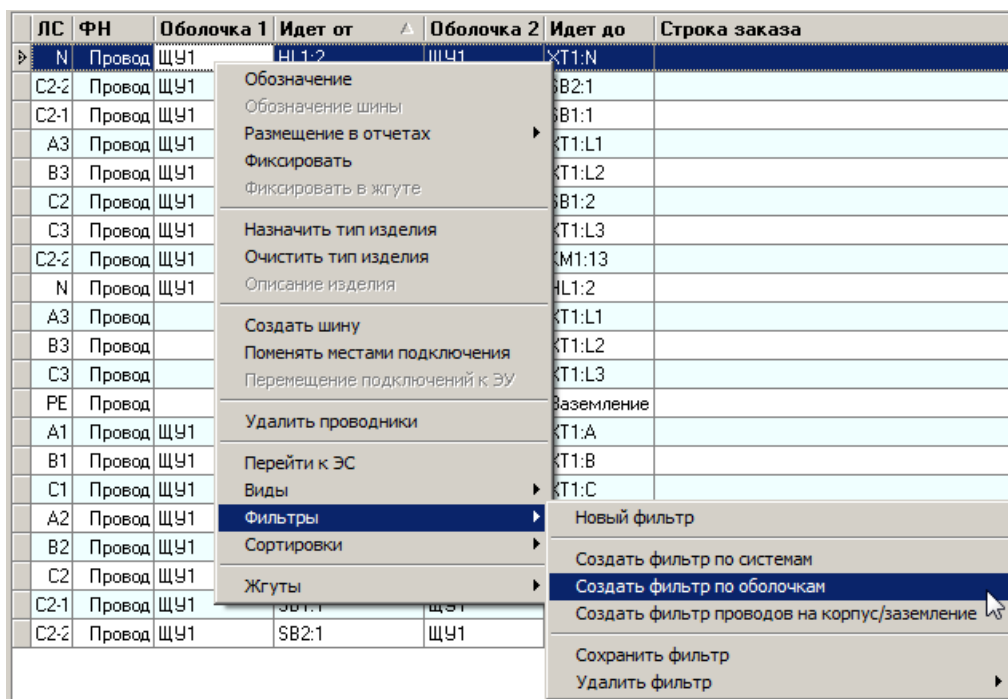 ЛС ФН Оболочка 1 Идет от Оболочка 2 Идет до Строка заказа
N Провод ЩУ1 HL1:2 ЩУ1 XT1:N
C2-2 Провод ЩУ1 SB2:1
C2-1 Провод ЩУ1 SB1:1
A3 Провод ЩУ1 XT1:L1
B3 Провод ЩУ1 XT1:L2
C2 Провод ЩУ1 SB1:2
C3 Провод ЩУ1 XT1:L3
C2-2 Провод ЩУ1 KM1:13
N Провод ЩУ1 HL1:2
A3 Провод XT1:L1
B3 Провод XT1:L2
C3 Провод XT1:L3
PE Провод Заземление
A1 Провод ЩУ1 XT1:A
B1 Провод ЩУ1 XT1:B
C1 Провод ЩУ1 XT1:C
A2 Провод ЩУ1
B2 Провод ЩУ1
C2 Провод ЩУ1
C2-1 Провод ЩУ1 SB1:1 ЩУ1
C2-2 Провод ЩУ1 SB2:1 ЩУ1
Обозначение
Обозначение шины
Размещение в отчетах
Фиксировать
Фиксировать в жгуте
Назначить тип изделия
Очистить тип изделия
Описание изделия
Создать шину
Поменять местами подключения
Перемещение подключений к ЭУ
Удалить проводники
Перейти к ЭС
Виды
Фильтры
Сортировки
Жгуты
Новый фильтр
Создать фильтр по системам
Создать фильтр по оболочкам
Создать фильтр проводов на корпус/заземление
Сохранить фильтр
Удалить фильтр